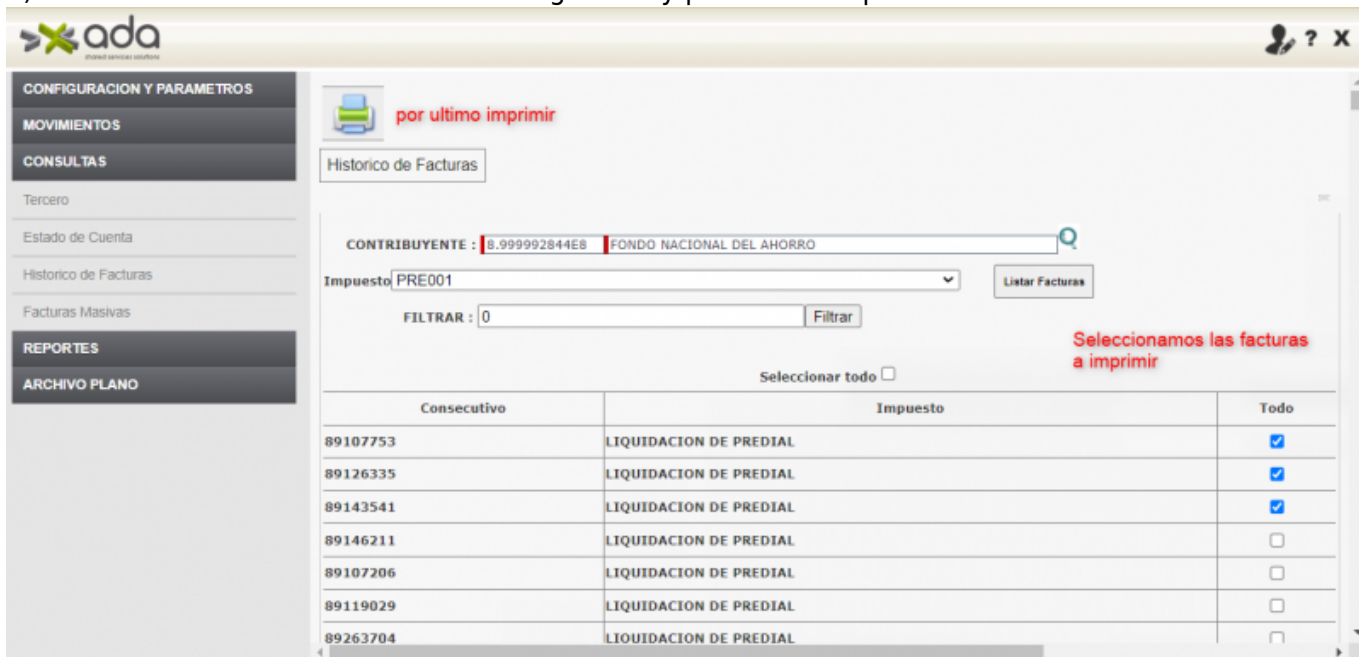 ada
shared services solutions
? X
CONFIGURACION Y PARAMETROS
MOVIMIENTOS
CONSULTAS
Tercero
Estado de Cuenta
Historico de Facturas
Facturas Masivas
REPORTES
ARCHIVO PLANO
por ultimo imprimir
Historico de Facturas
CONTRIBUYENTE : 8.999992844E8 FONDO NACIONAL DEL AHORRO
Impuesto PRE001 Listar Facturas
FILTRAR : 0 Filtrar
Seleccionamos las facturas
a imprimir
Seleccionar todo
Consecutivo Impuesto Todo
89107753 LIQUIDACION DE PREDIAL
89126335 LIQUIDACION DE PREDIAL
89143541 LIQUIDACION DE PREDIAL
89146211 LIQUIDACION DE PREDIAL
89107206 LIQUIDACION DE PREDIAL
89119029 LIQUIDACION DE PREDIAL
89263704 LIQUIDACION DE PREDIAL